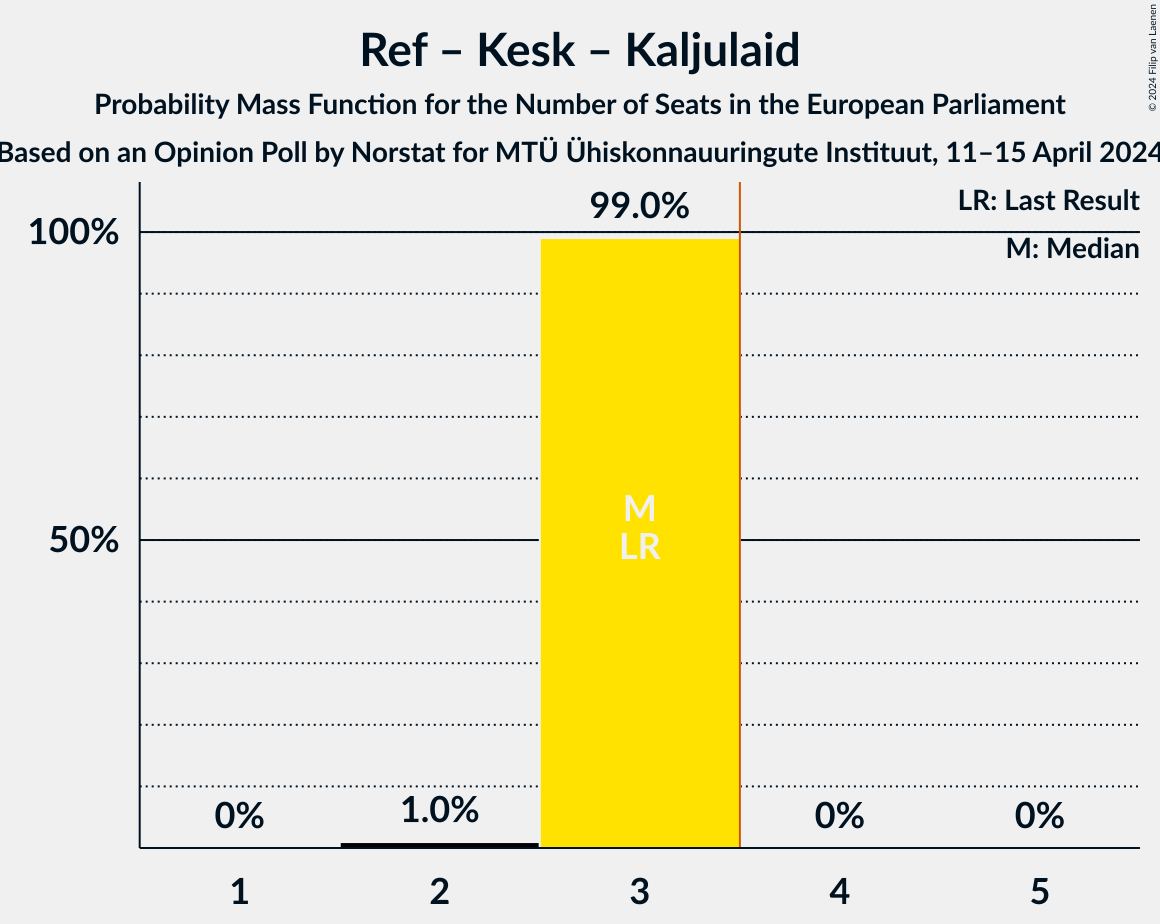 Ref – Kesk – Kaljulaid
Probability Mass Function for the Number of Seats in the European Parliament
Based on an Opinion Poll by Norstat for MTÜ Ühiskonnauuringute Instituut, 11–15 April 2024
© 2024 Filip van Laenen
LR: Last Result
M: Median
100%
50%
0%
1.0%
99.0%
M
LR
0%
0%
1 2 3 4 5